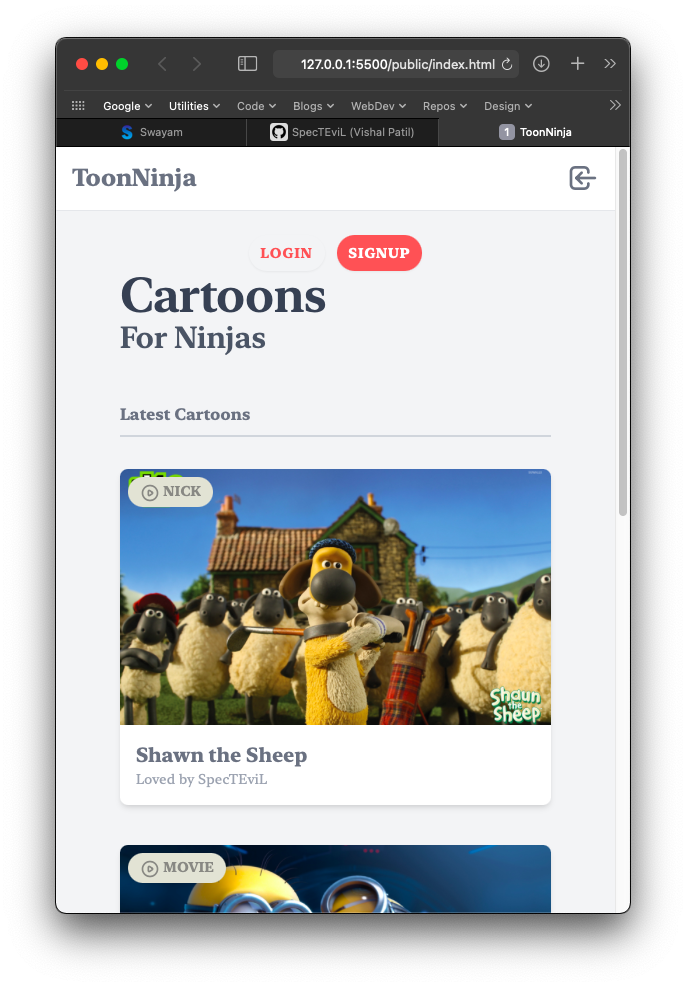 127.0.0.1:5500/public/index.html
Google Utilities Code Blogs WebDev Repos Design
Swayam SpecTEviL (Vishal Patil) 1 ToonNinja
ToonNinja
LOGIN SIGNUP
Cartoons
For Ninjas
Latest Cartoons
NICK
Shaun
the
Sheep
Shawn the Sheep
Loved by SpecTEviL
MOVIE